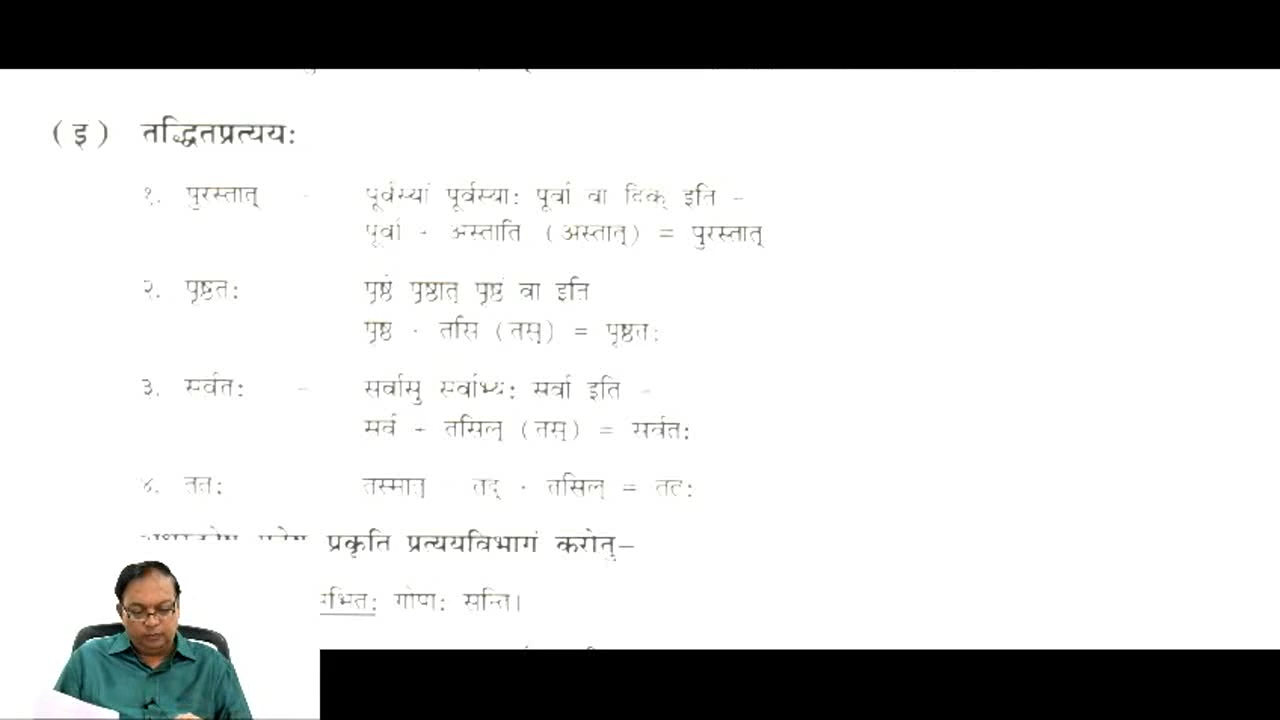 (इ) तद्धितप्रत्ययः
१. पुरस्तात् - पूर्वस्यां पूर्वस्याः पूर्वा वा दिक् इति -
पूर्वा + अस्ताति (अस्तात्) = पुरस्तात्
२. पृष्ठतः पृष्ठे पृष्ठात् पृष्ठं वा इति
पृष्ठ + तसि (तस्) = पृष्ठतः
३. सर्वतः - सर्वासु सर्वाभ्यः सर्वा इति -
सर्व + तसिल् (तस्) = सर्वतः
४. ततः तस्मात् तद् + तसिल् = ततः
प्रकृति प्रत्ययविभागं करोतु-
गोपाः सन्ति।